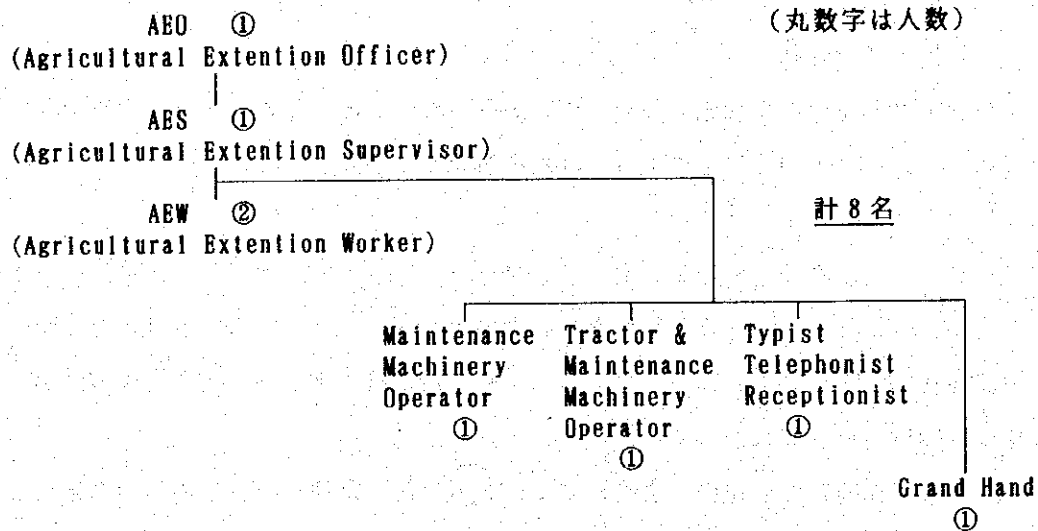 AEO ①
(丸数字は人数)
(Agricultural Extention Officer)
AES ①
(Agricultural Extention Supervisor)
AEW ②
計8名
(Agricultural Extention Worker)
Maintenance
Machinery
Operator
①
Tractor &
Maintenance
Machinery
Operator
①
Typist
Telephonist
Receptionist
①
Grand Hand
①